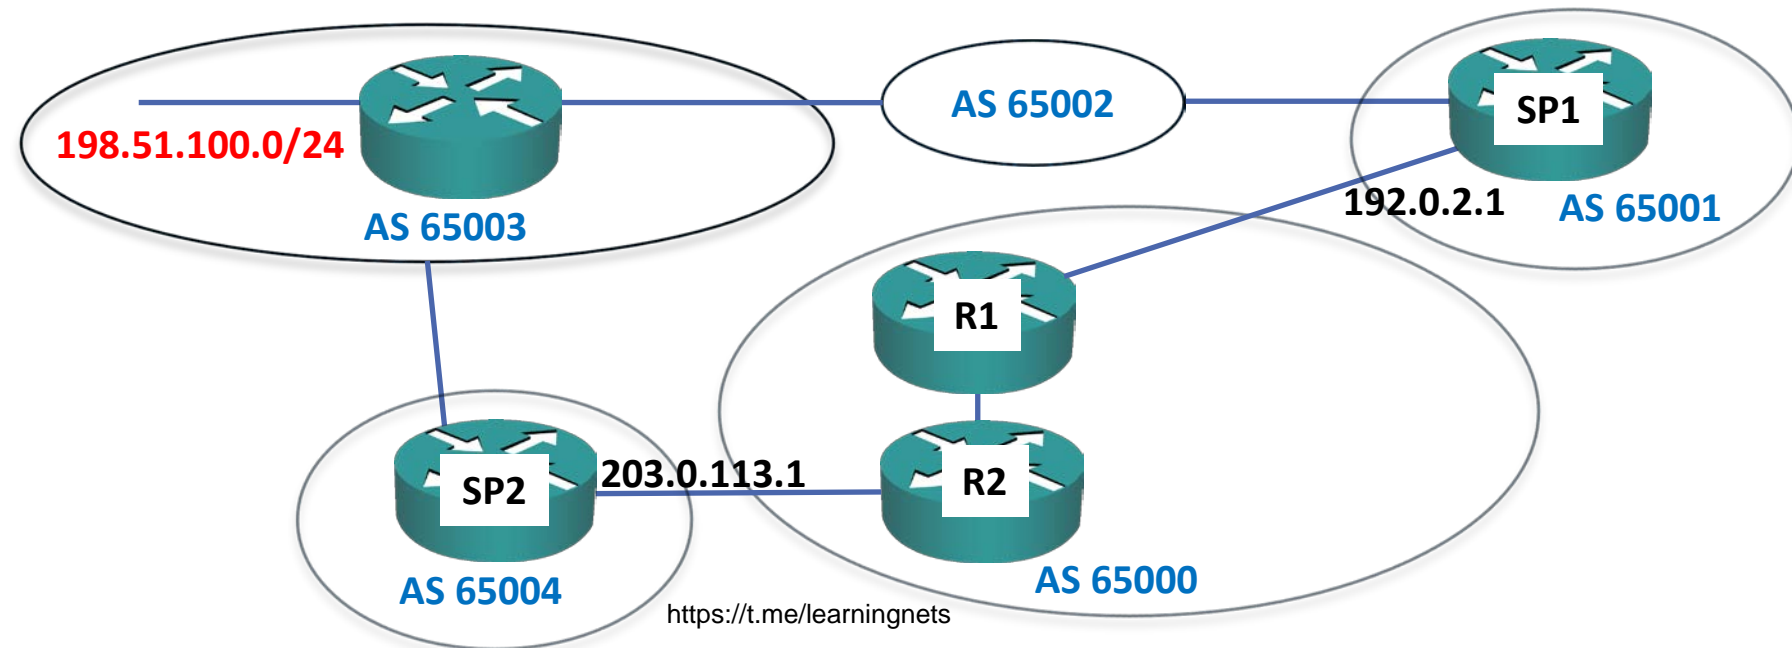 AS 65002
SP1
198.51.100.0/24
192.0.2.1
AS 65001
AS 65003
R1
203.0.113.1
SP2
R2
AS 65004
AS 65000
https://t.me/learningnets